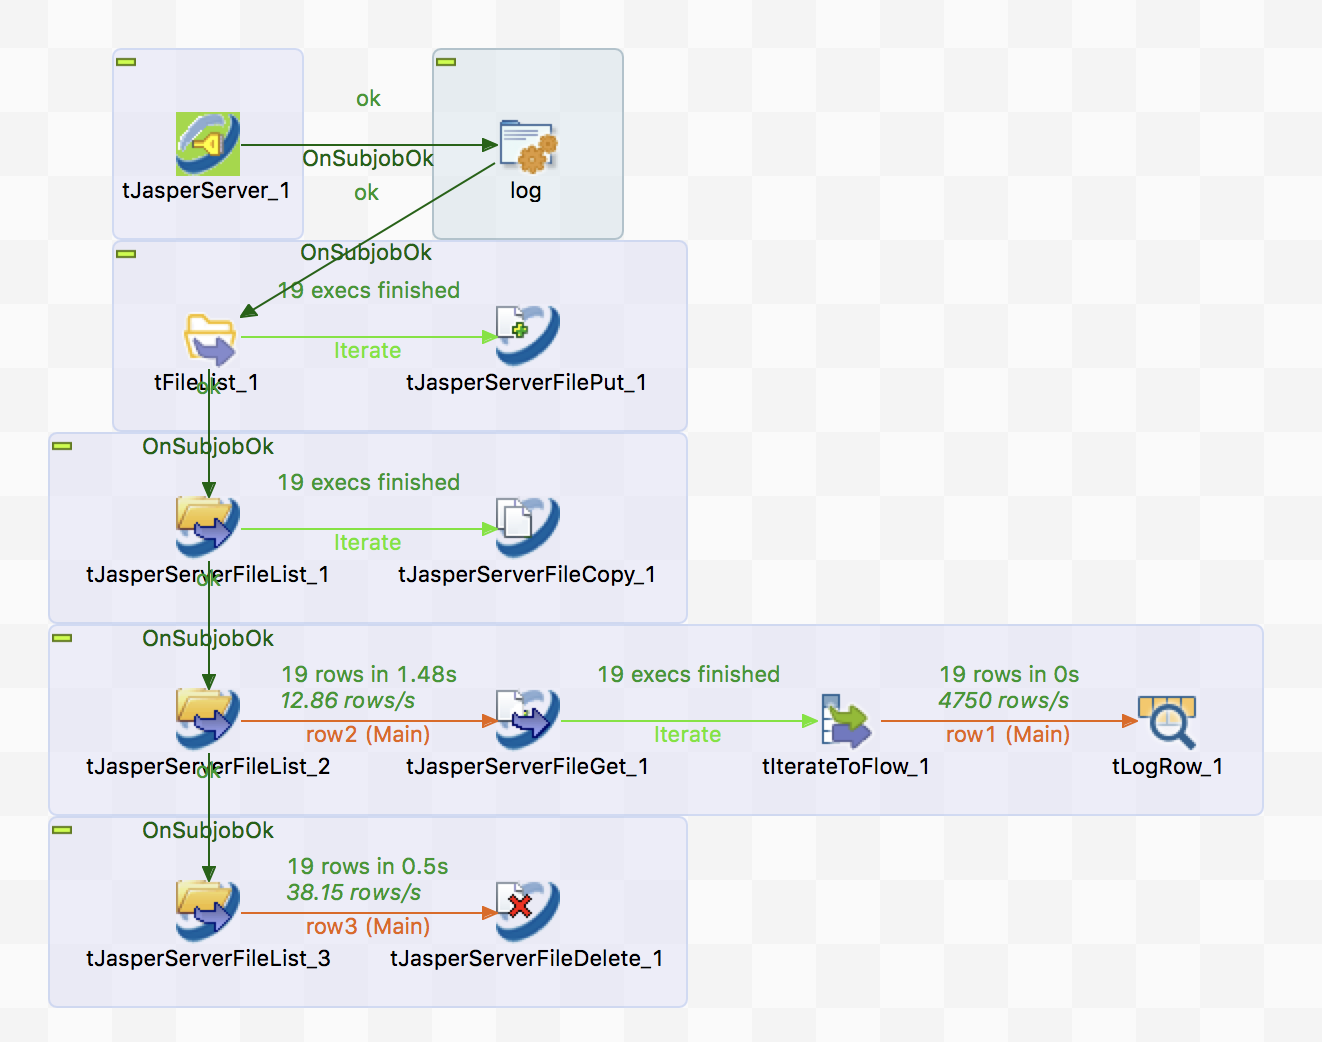 ok
OnSubjobOk
tJasperServer_1
ok
log
OnSubjobOk
19 execs finished
Iterate
tFileList_1
ok
tJasperServerFilePut_1
OnSubjobOk
19 execs finished
Iterate
tJasperServerFileList_1
ok
tJasperServerFileCopy_1
OnSubjobOk
19 rows in 1.48s
12.86 rows/s
row2 (Main)
19 execs finished
Iterate
19 rows in 0s
4750 rows/s
row1 (Main)
tJasperServerFileList_2
ok
tJasperServerFileGet_1
tIterateToFlow_1
tLogRow_1
OnSubjobOk
19 rows in 0.5s
38.15 rows/s
row3 (Main)
tJasperServerFileList_3
tJasperServerFileDelete_1